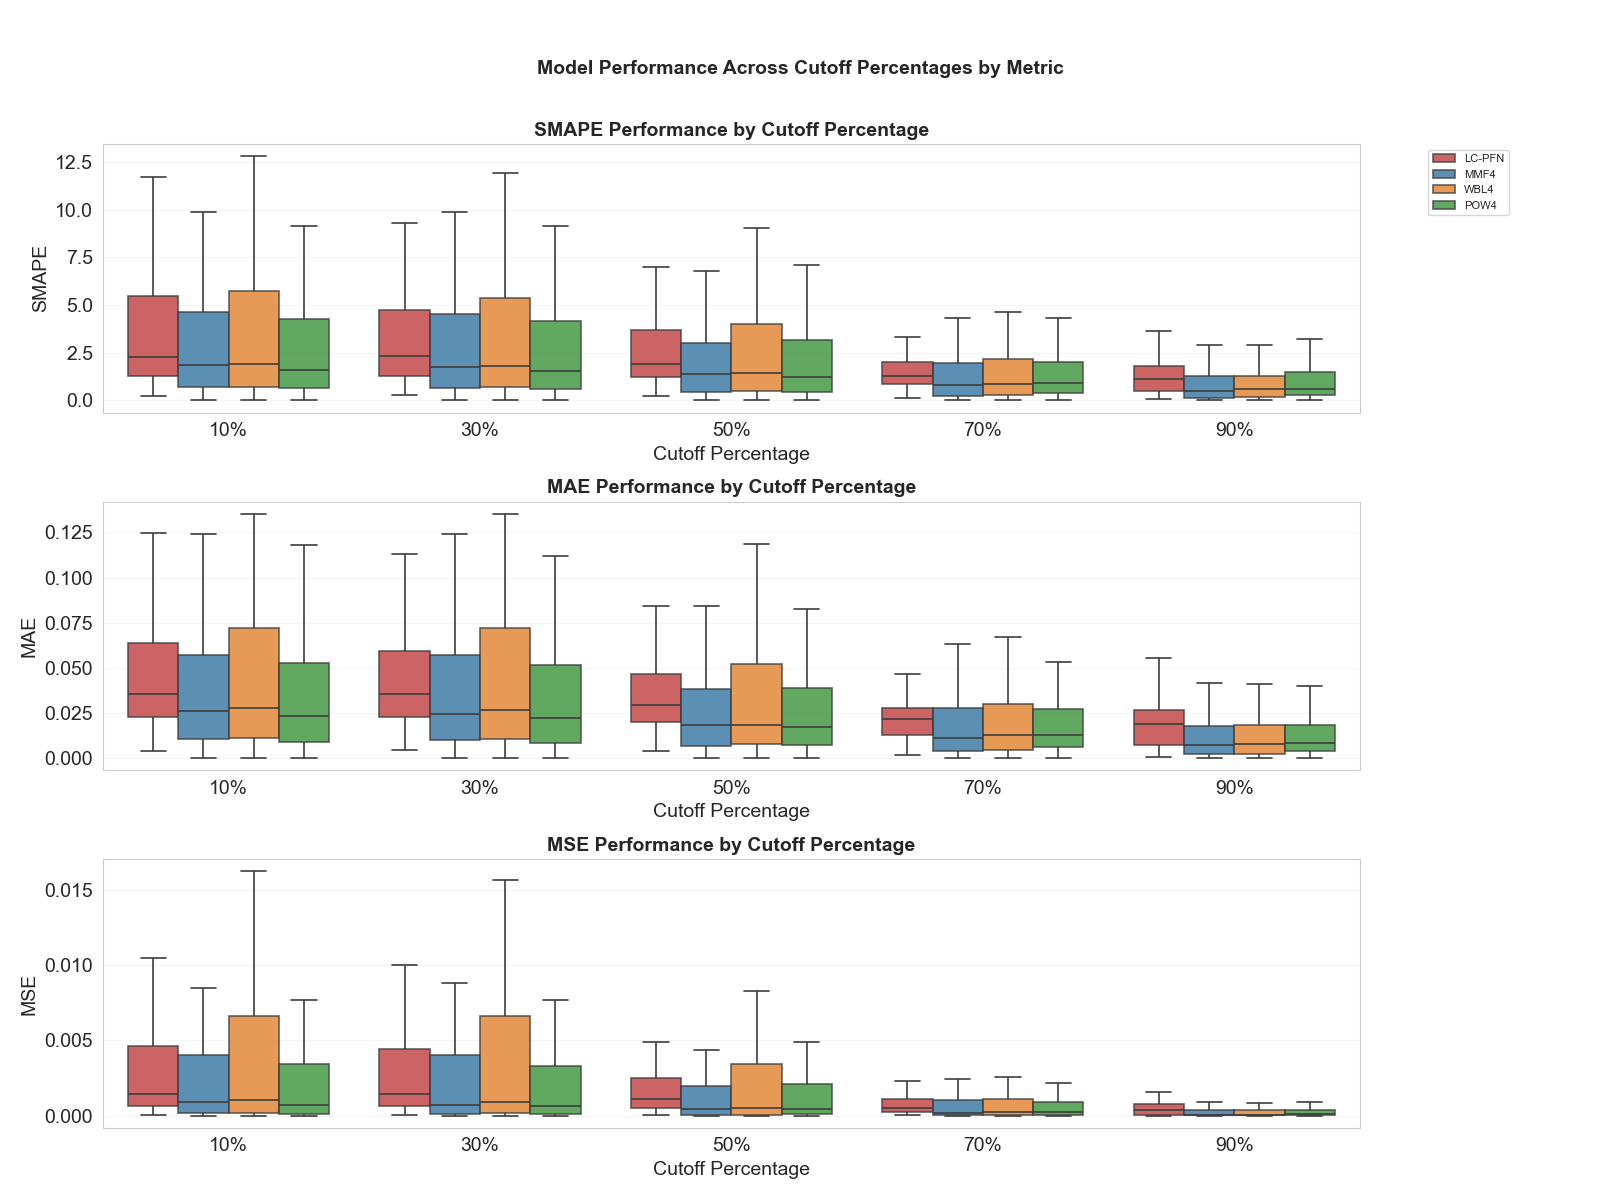 Model Performance Across Cutoff Percentages by Metric
SMAPE Performance by Cutoff Percentage
12.5
10.0
7.5
5.0
2.5
0.0
SMAPE
10% 30% 50% 70% 90%
Cutoff Percentage
LC-PFN
MMF4
WBL4
POW4
MAE Performance by Cutoff Percentage
0.125
0.100
0.075
0.050
0.025
0.000
MAE
10% 30% 50% 70% 90%
Cutoff Percentage
MSE Performance by Cutoff Percentage
0.015
0.010
0.005
0.000
MSE
10% 30% 50% 70% 90%
Cutoff Percentage